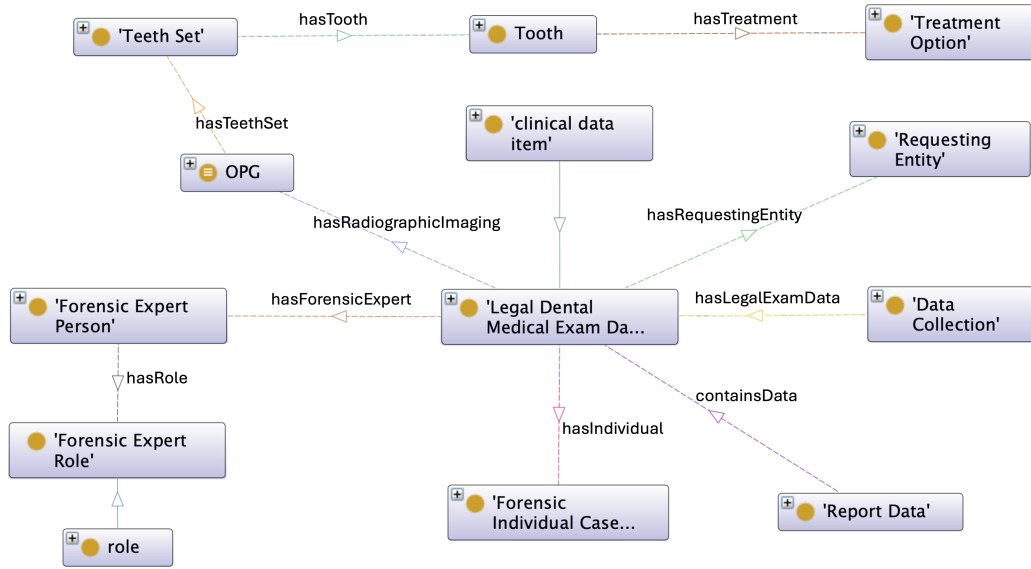 hasTooth
hasTreatment
'Teeth Set'
Tooth
'Treatment
Option'
hasTeethSet
'clinical data
item'
'Requesting
Entity'
OPG
hasRadiographicImaging
hasRequestingEntity
'Forensic Expert
Person'
hasForensicExpert
'Legal Dental
Medical Exam Da...
hasLegalExamData
'Data
Collection'
hasRole
containsData
'Forensic Expert
Role'
hasIndividual
'Forensic
Individual Case...
'Report Data'
role